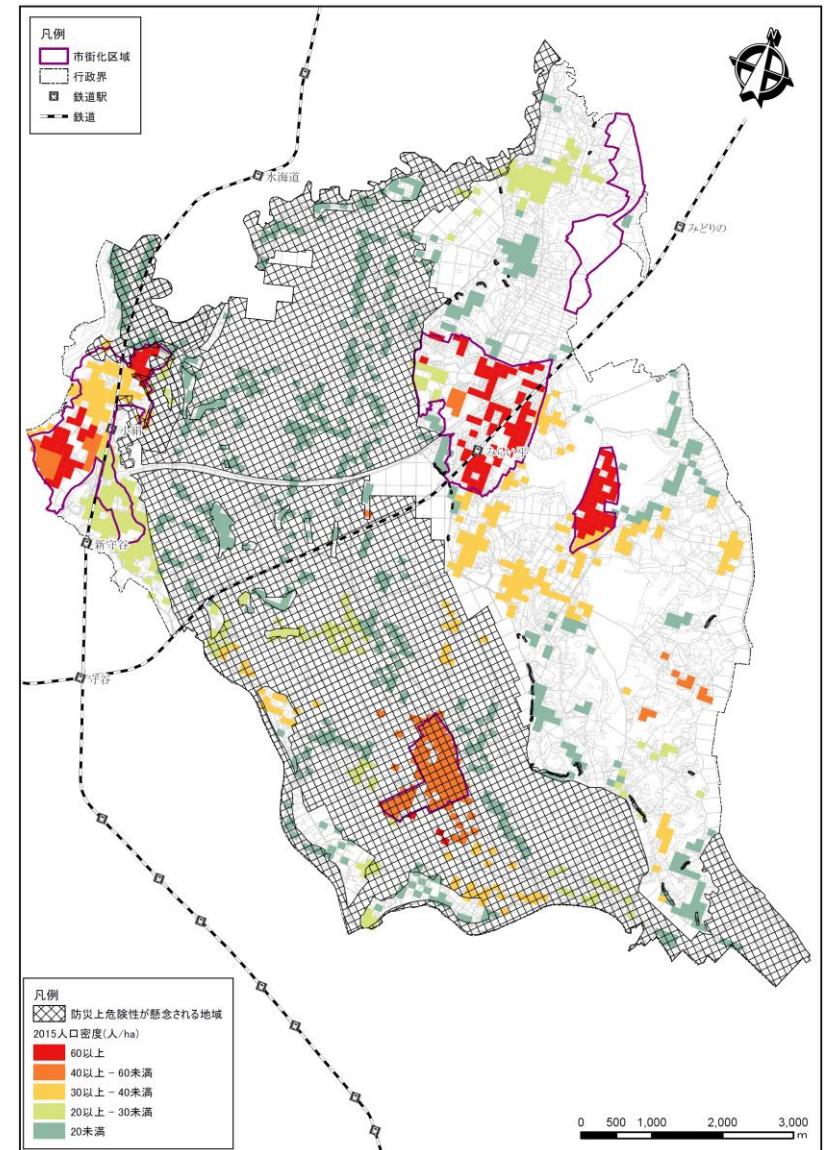 凡例
市街化区域
行政界
鉄道駅
鉄道
N
水海道
みどりの
小絹
みらい平
新守谷
守谷
凡例
防災上危険性が懸念される地域
2015人口密度(人/ha)
60以上
40以上 - 60未満
30以上 - 40未満
20以上 - 30未満
20未満
0 500 1,000 2,000 3,000
m